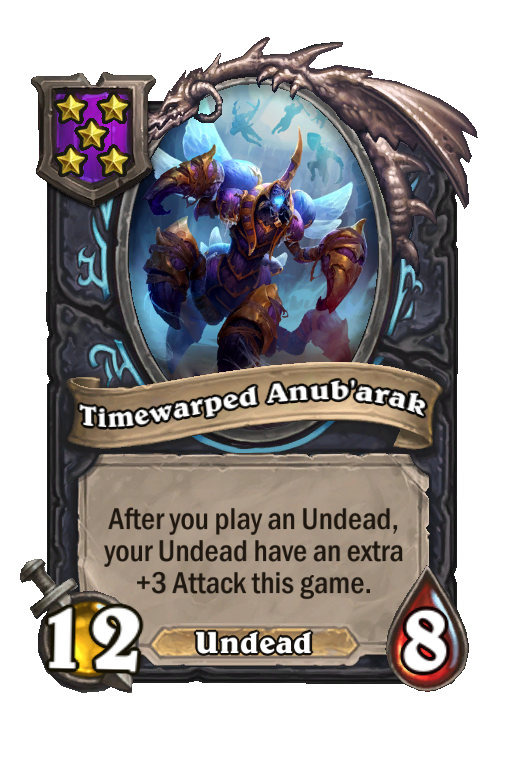 Timewarped Anub'arak
After you play an Undead,
your Undead have an extra
+3 Attack this game.
12
Undead
8